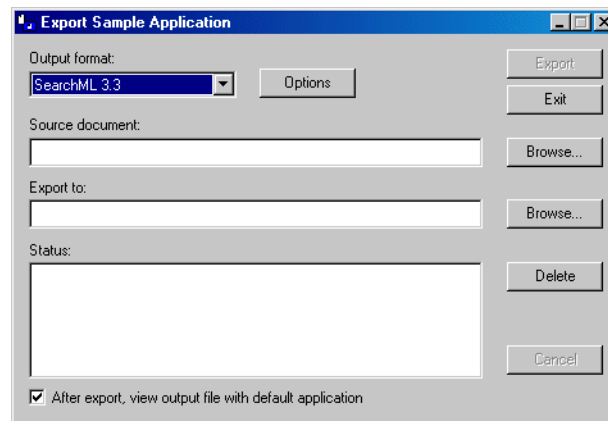 Export Sample Application
Output format:
SearchML 3.3
Options
Export
Exit
Source document:
Browse...
Export to:
Browse...
Status:
Delete
Cancel
After export, view output file with default application